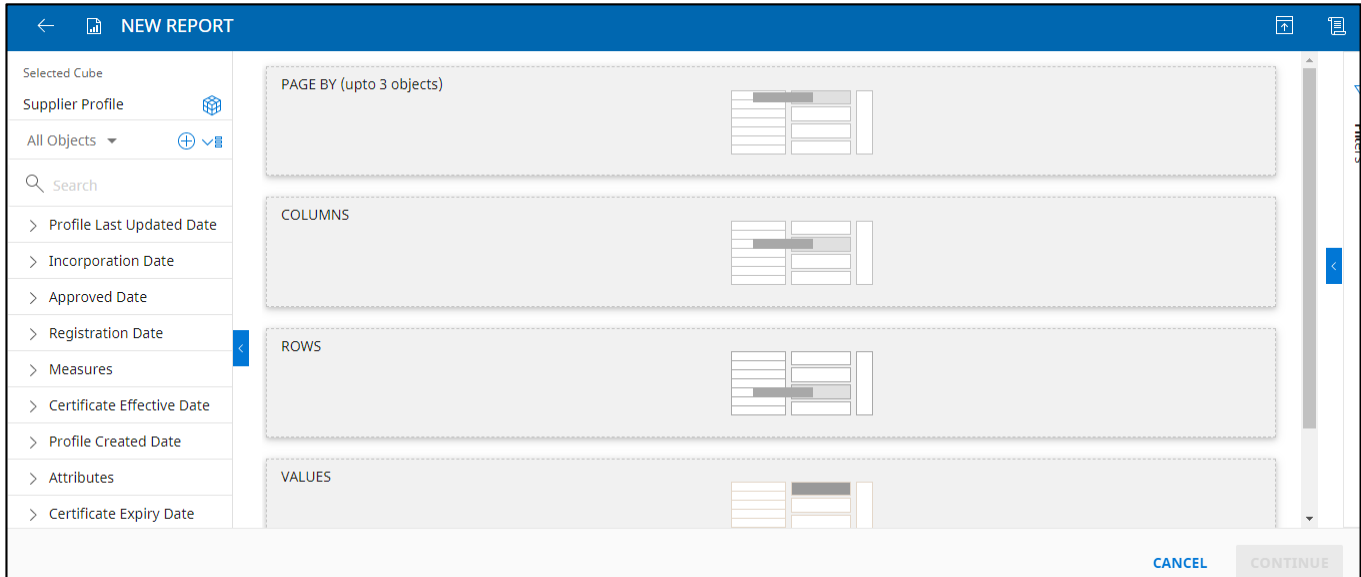 NEW REPORT
Selected Cube
Supplier Profile
All Objects
Search
Profile Last Updated Date
Incorporation Date
Approved Date
Registration Date
Measures
Certificate Effective Date
Profile Created Date
Attributes
Certificate Expiry Date
PAGE BY (upto 3 objects)
COLUMNS
ROWS
VALUES
Filters
CANCEL
CONTINUE